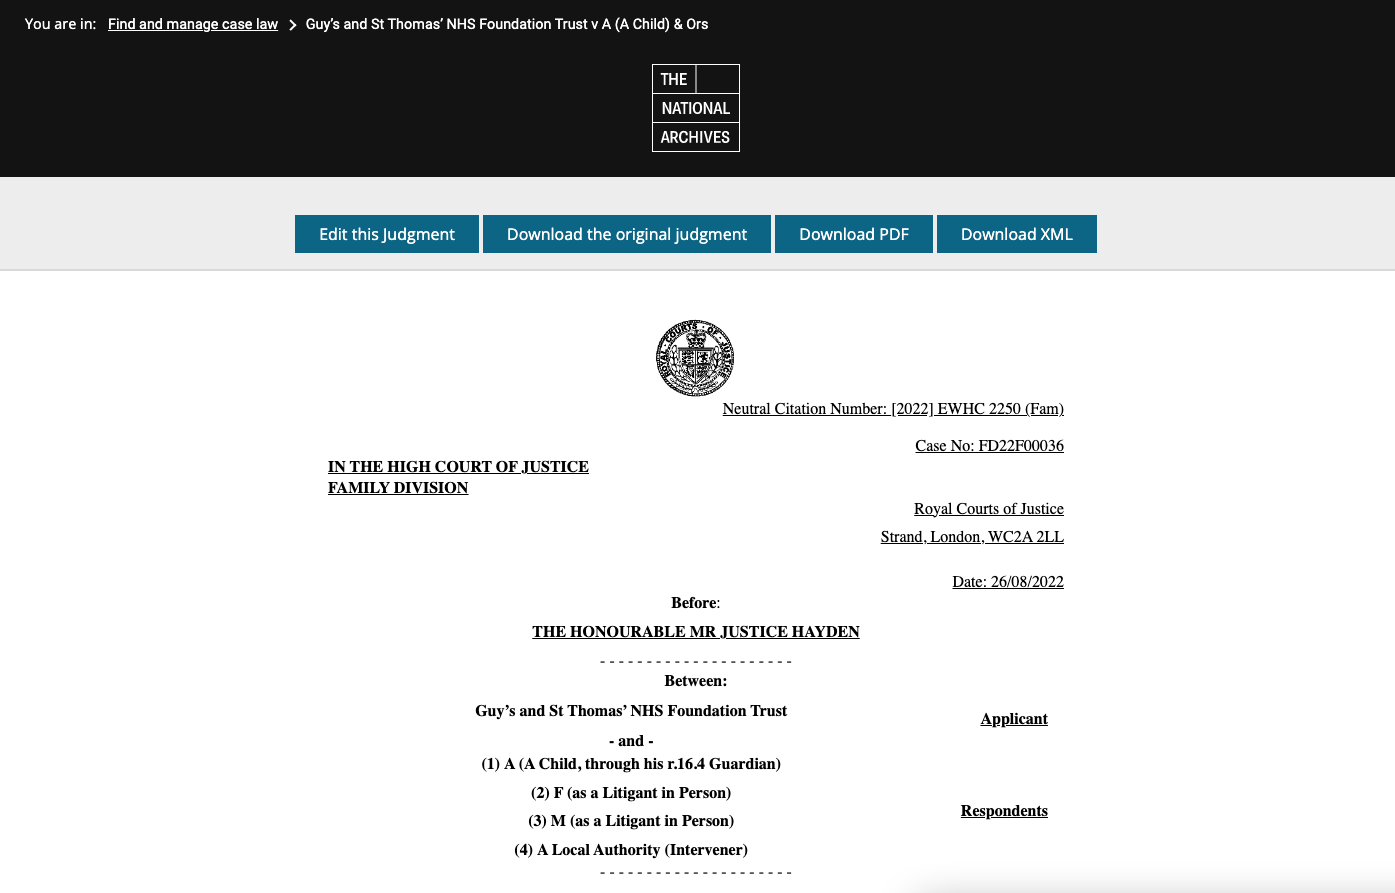 You are in: Find and manage case law > Guy’s and St Thomas’ NHS Foundation Trust v A (A Child) & Ors
THE
NATIONAL
ARCHIVES
Edit this Judgment Download the original judgment Download PDF Download XML
ROYAL · COURTS · OF · JUSTICE
Neutral Citation Number: [2022] EWHC 2250 (Fam)
Case No: FD22F00036
IN THE HIGH COURT OF JUSTICE
FAMILY DIVISION
Royal Courts of Justice
Strand, London, WC2A 2LL
Date: 26/08/2022
Before:
THE HONOURABLE MR JUSTICE HAYDEN
- - - - - - - - - - - - - - - - - - - - -
Between:
Guy’s and St Thomas’ NHS Foundation Trust
Applicant
- and -
(1) A (A Child, through his r.16.4 Guardian)
(2) F (as a Litigant in Person)
Respondents
(3) M (as a Litigant in Person)
(4) A Local Authority (Intervener)
- - - - - - - - - - - - - - - - - - - - -